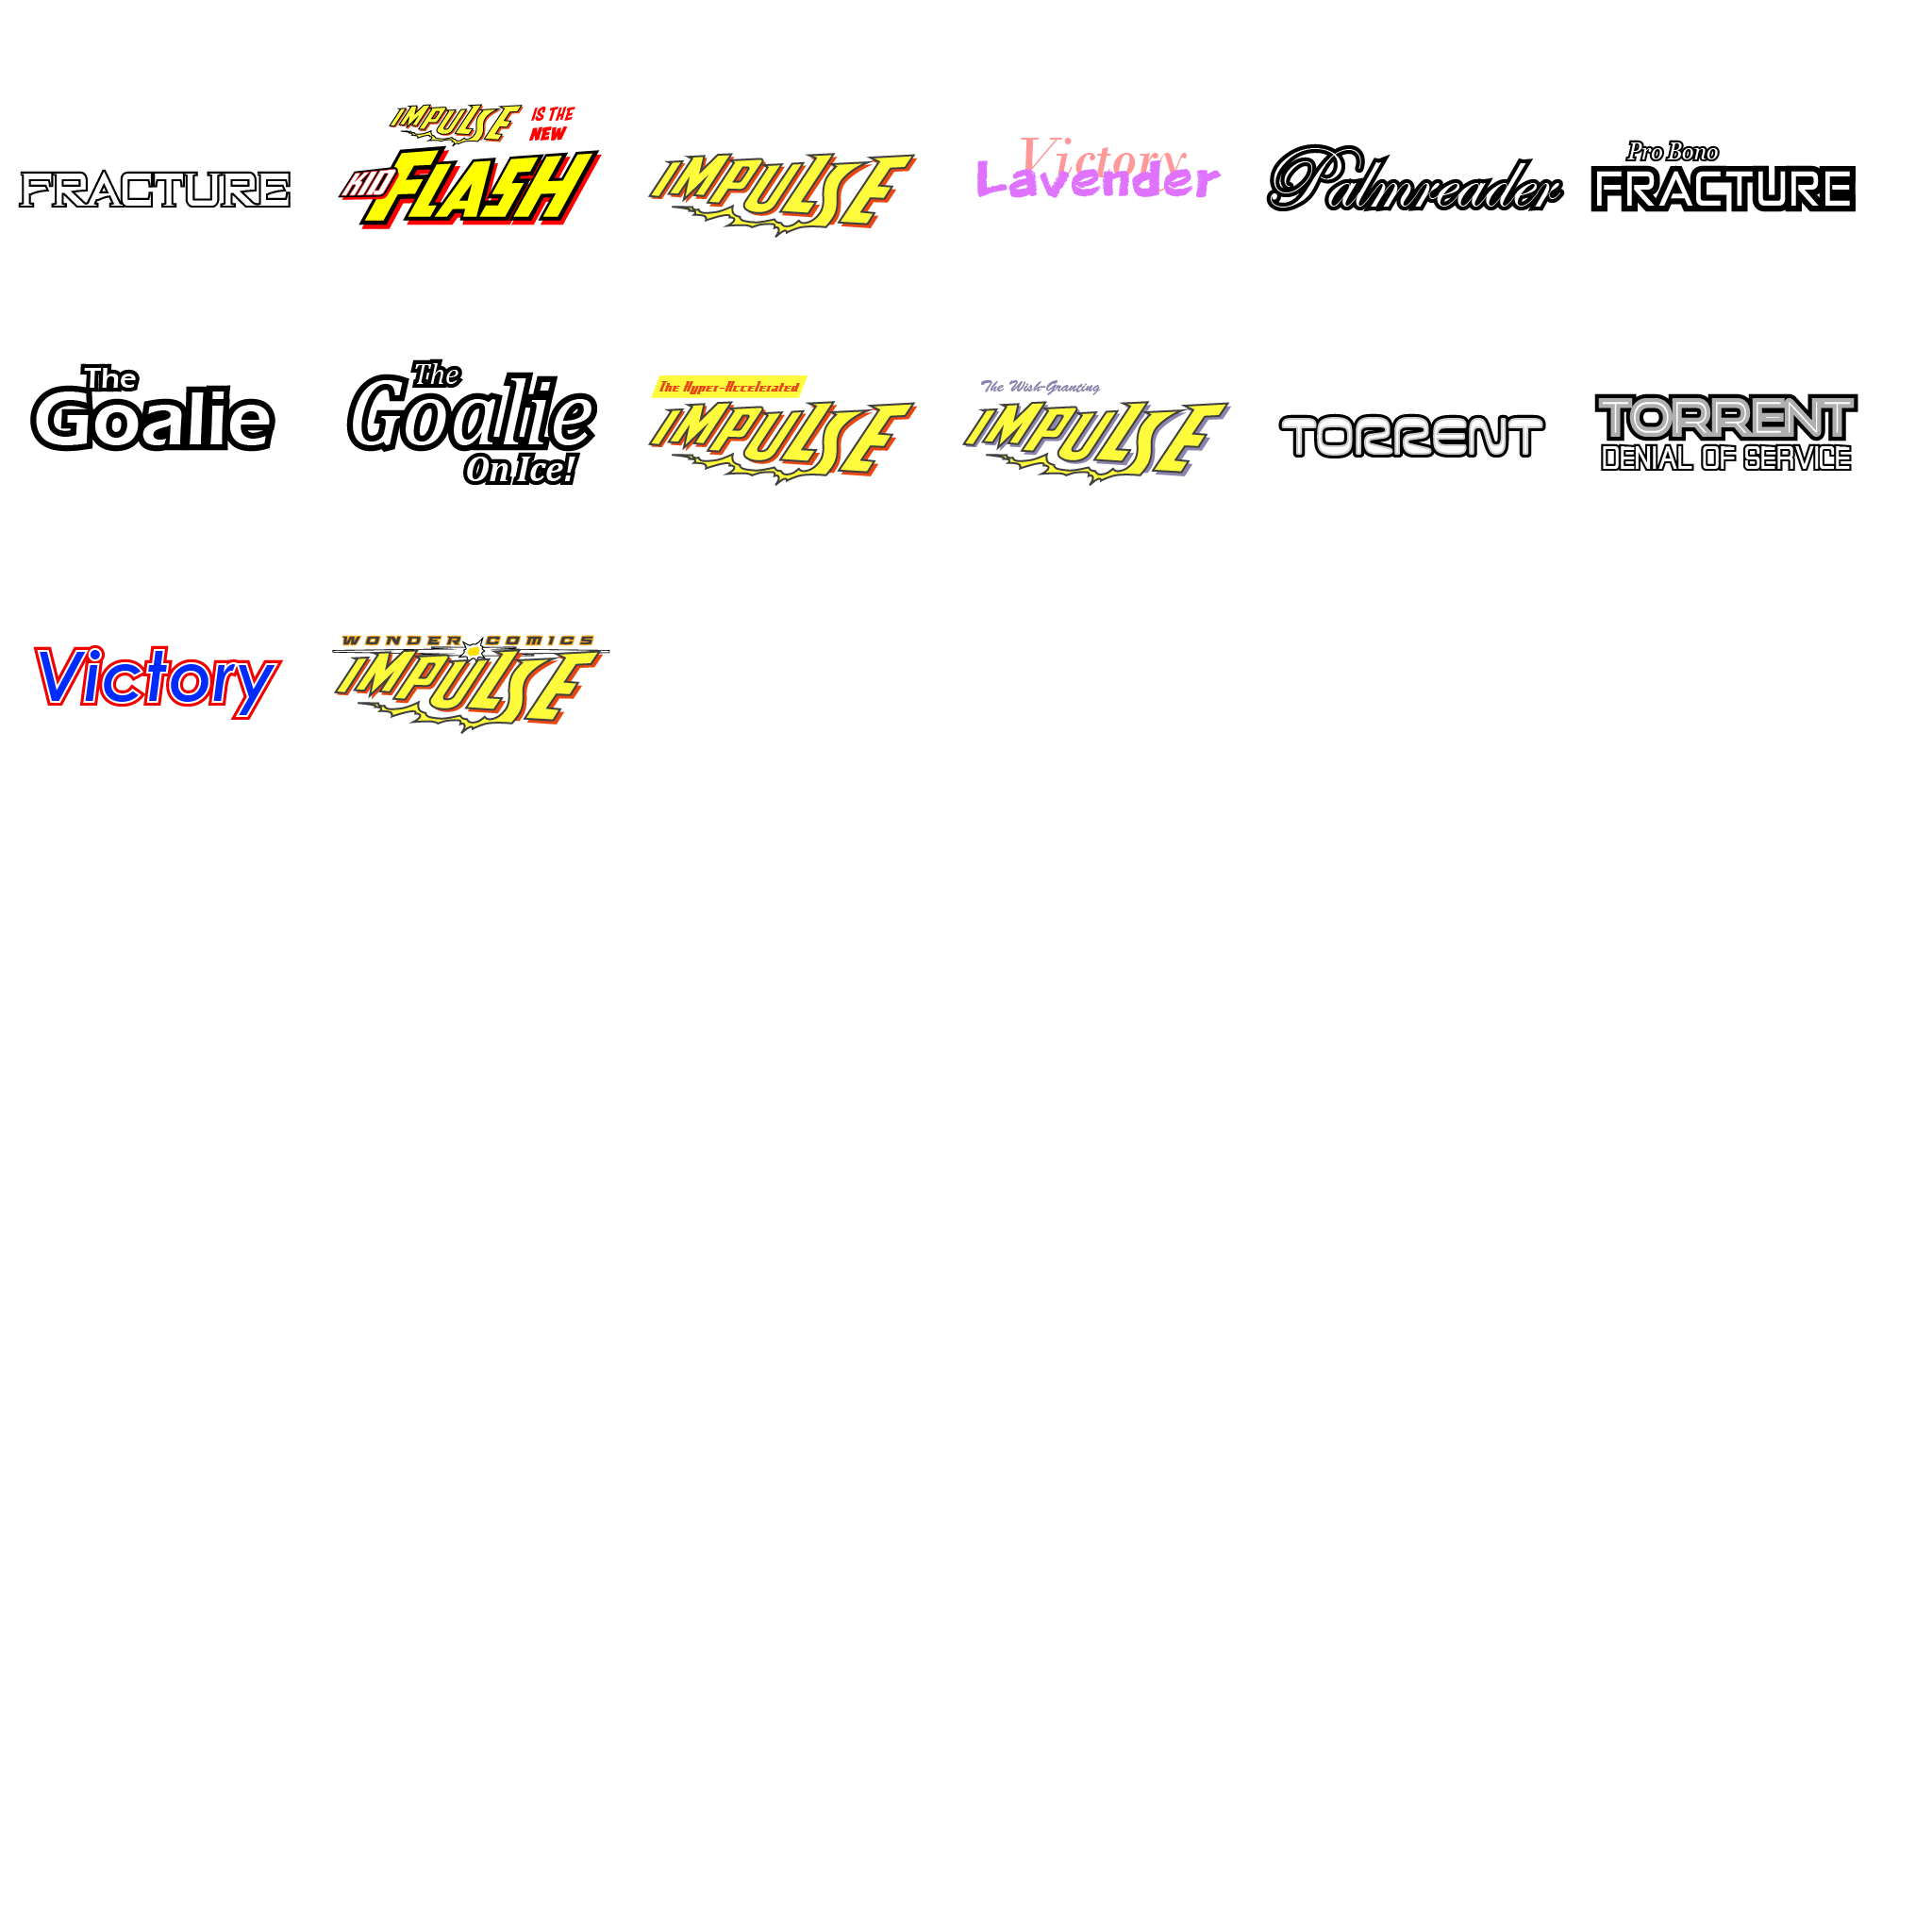 FRACTURE
IMPULSE IS THE NEW
KID FLASH
IMPULSE
Victory
Lavender
Palmreader
Pro Bono
FRACTURE
The
Goalie
The
Goalie
On Ice!
The Hyper-Accelerated
IMPULSE
The Wish-Granting
IMPULSE
TORRENT
TORRENT
DENIAL OF SERVICE
Victory
WONDER COMICS
IMPULSE